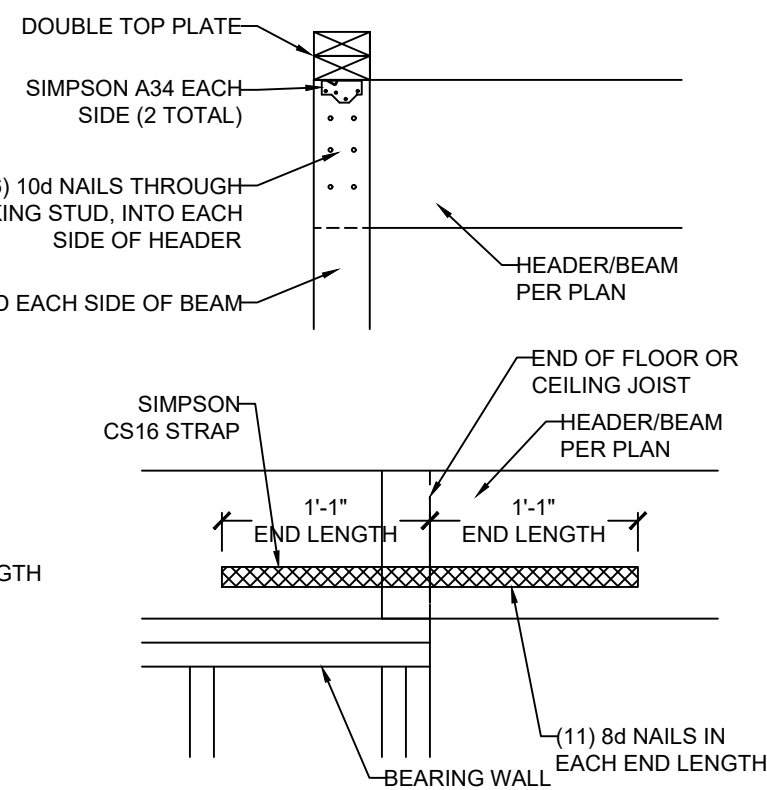 DOUBLE TOP PLATE
SIMPSON A34 EACH
SIDE (2 TOTAL)
10d NAILS THROUGH
STUD, INTO EACH
SIDE OF HEADER
EACH SIDE OF BEAM
HEADER/BEAM
PER PLAN
END OF FLOOR OR
CEILING JOIST
SIMPSON
CS16 STRAP
HEADER/BEAM
PER PLAN
1'-1"
END LENGTH
1'-1"
END LENGTH
(11) 8d NAILS IN
EACH END LENGTH
BEARING WALL